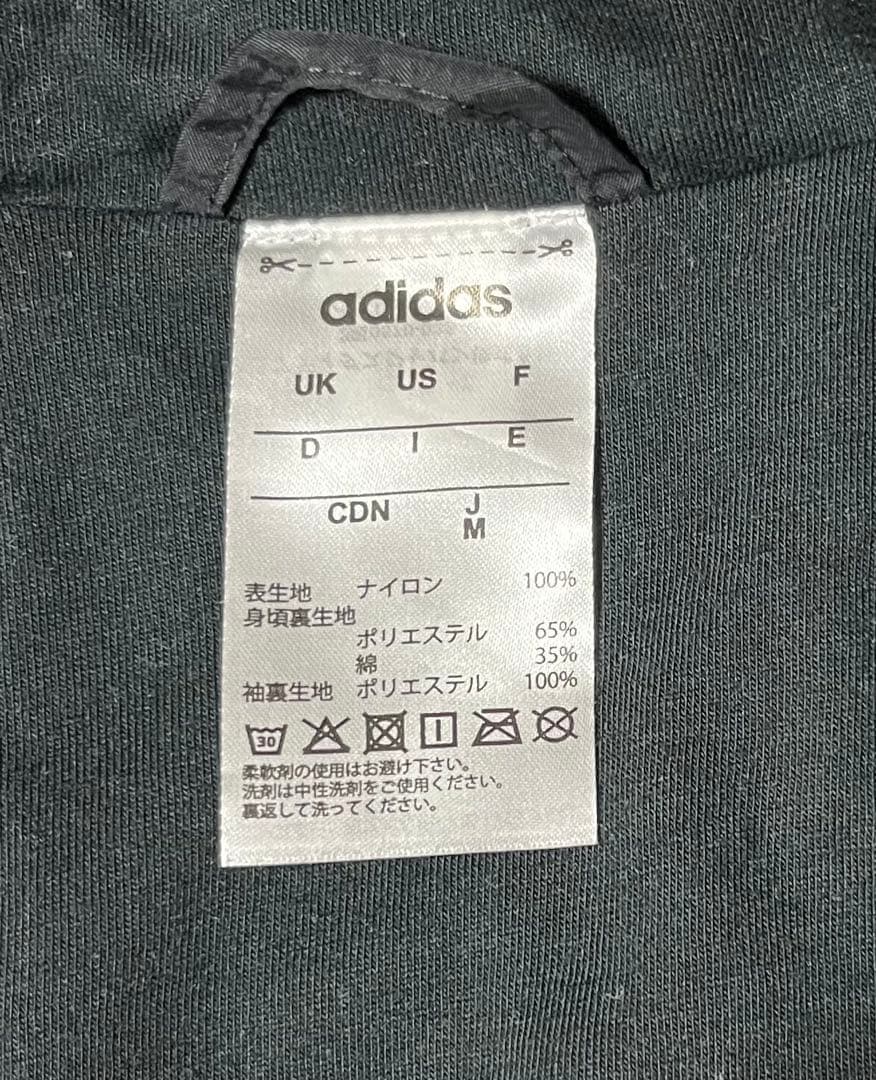 adidas
UK US F
D I E
CDN J
M
表生地 ナイロン 100%
身頃裏生地
ポリエステル 65%
綿 35%
袖裏生地 ポリエステル 100%
30
柔軟剤の使用はお避け下さい。
洗剤は中性洗剤をご使用ください。
裏返して洗ってください。